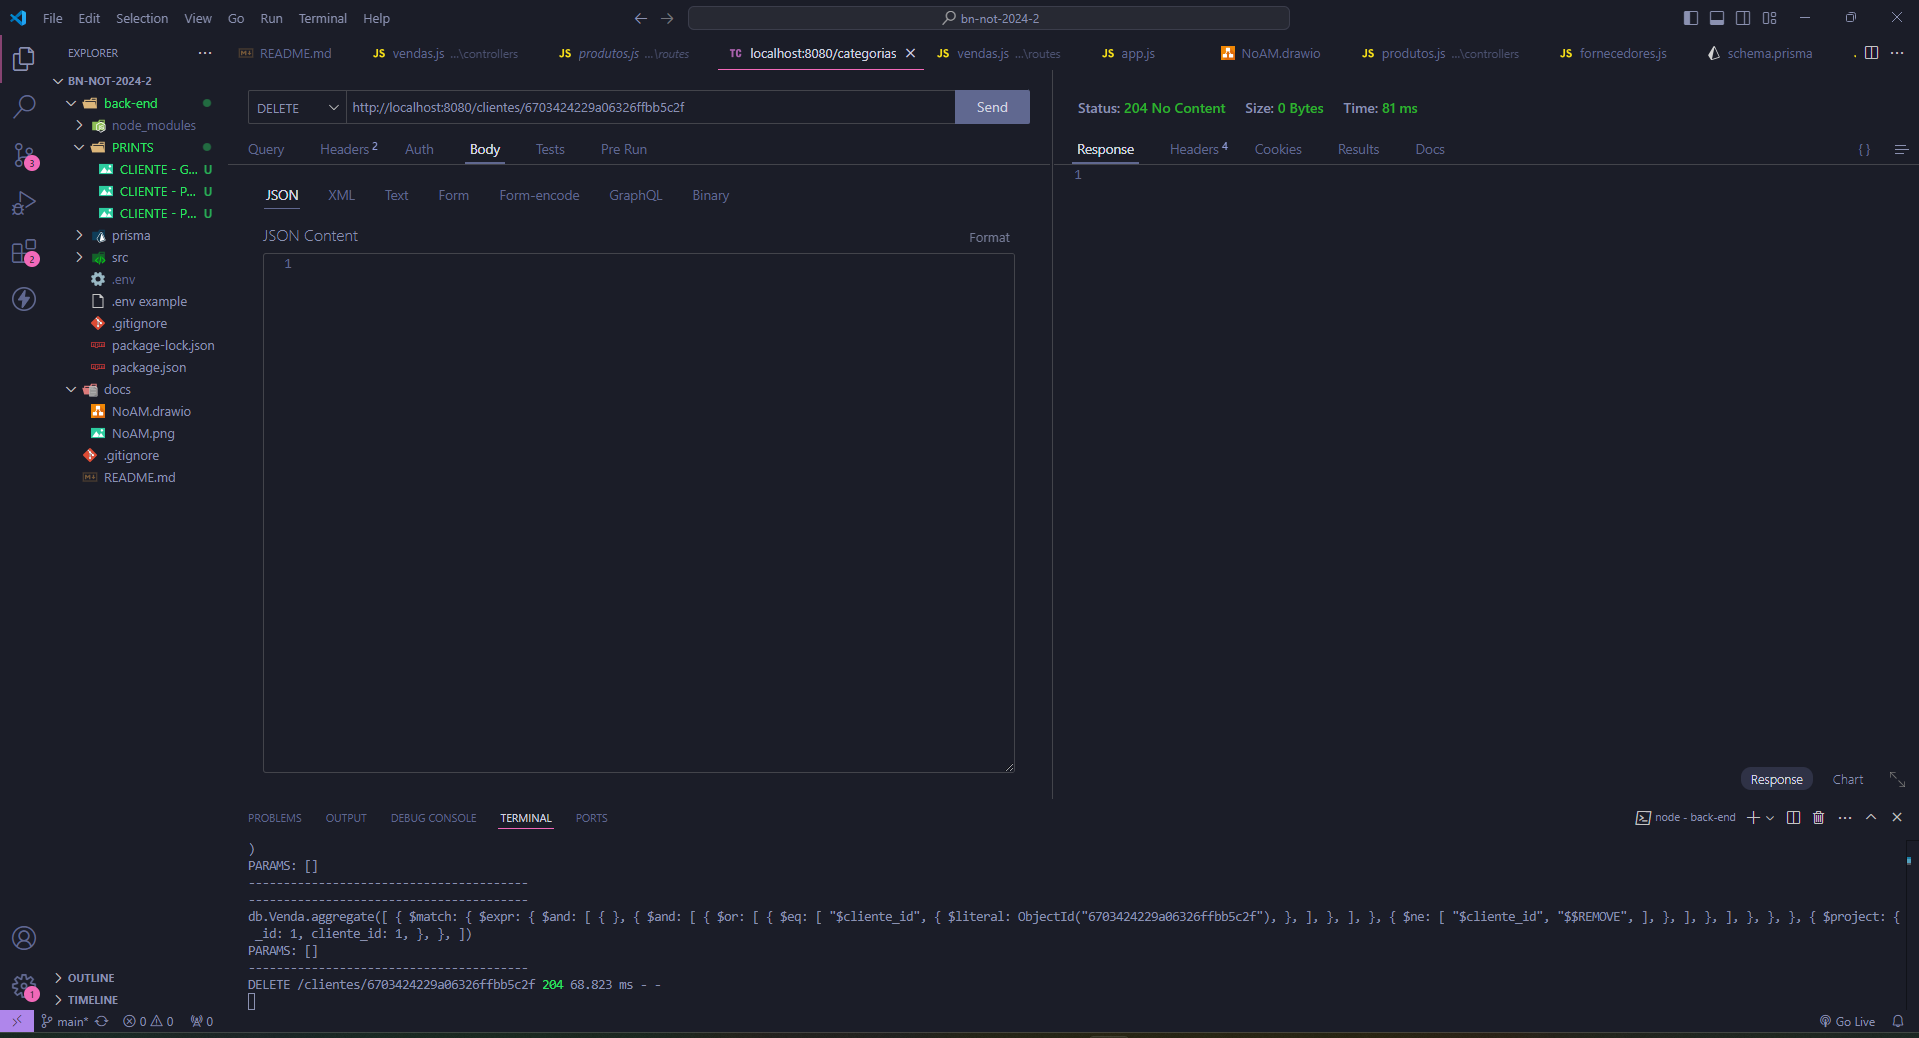 File Edit Selection View Go Run Terminal Help
bn-not-2024-2
EXPLORER
README.md
JS vendas.js ...\controllers
JS produtos.js ...\routes
TC localhost:8080/categorias
JS vendas.js ...\routes
JS app.js
NoAM.drawio
JS produtos.js ...\controllers
JS fornecedores.js
schema.prisma
BN-NOT-2024-2
back-end
node_modules
PRINTS
CLIENTE - G... U
CLIENTE - P... U
CLIENTE - P... U
prisma
src
.env
.env example
.gitignore
package-lock.json
package.json
docs
NoAM.drawio
NoAM.png
.gitignore
README.md
3
2
1
OUTLINE
TIMELINE
DELETE http://localhost:8080/clientes/6703424229a06326ffbb5c2f Send
Query Headers 2 Auth Body Tests Pre Run
JSON XML Text Form Form-encode GraphQL Binary
JSON Content Format
1
Status: 204 No Content Size: 0 Bytes Time: 81 ms
Response Headers 4 Cookies Results Docs { }
1
Response Chart
PROBLEMS OUTPUT DEBUG CONSOLE TERMINAL PORTS
node - back-end
)
PARAMS: []
----------------------------------------
----------------------------------------
db.Venda.aggregate([ { $match: { $expr: { $and: [ { }, { $and: [ { $or: [ { $eq: [ "$cliente_id", { $literal: ObjectId("6703424229a06326ffbb5c2f"), }, ], }, ], }, { $ne: [ "$cliente_id", "$$REMOVE", ], }, ], }, ], }, }, }, { $project: {
_id: 1, cliente_id: 1, }, }, ])
PARAMS: []
----------------------------------------
DELETE /clientes/6703424229a06326ffbb5c2f 204 68.823 ms - -
main* 0 0 0
Go Live